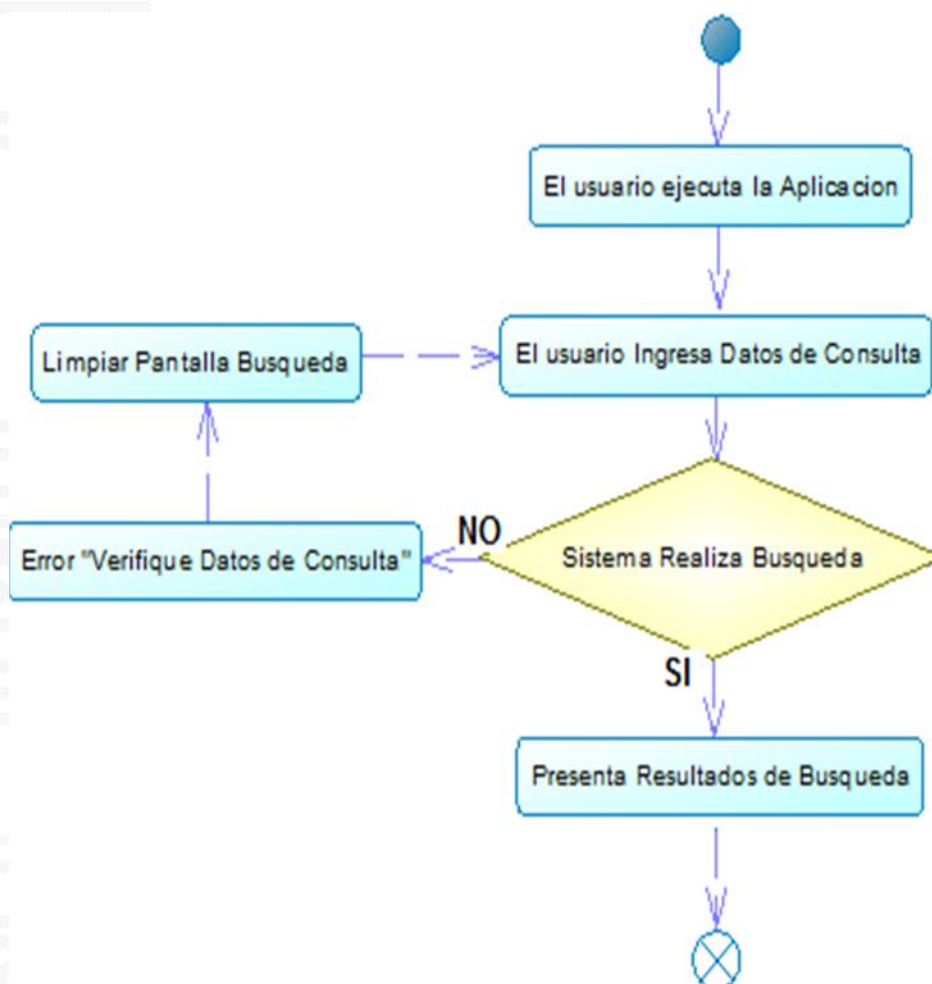 El usuario ejecuta la Aplicacion
Limpiar Pantalla Busqueda
El usuario Ingresa Datos de Consulta
Error "Verifique Datos de Consulta"
NO
Sistema Realiza Busqueda
SI
Presenta Resultados de Busqueda